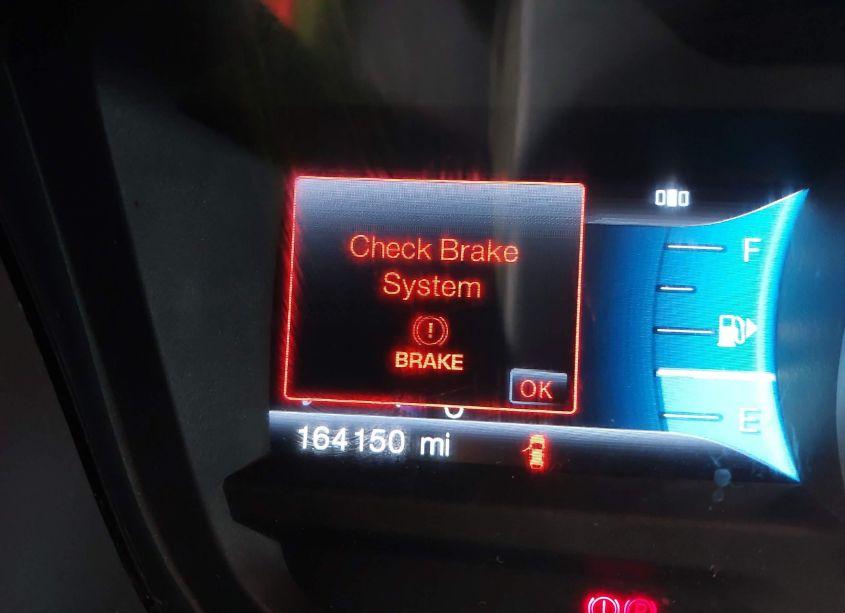 Check Brake
System
BRAKE
OK
F
E
164150 mi